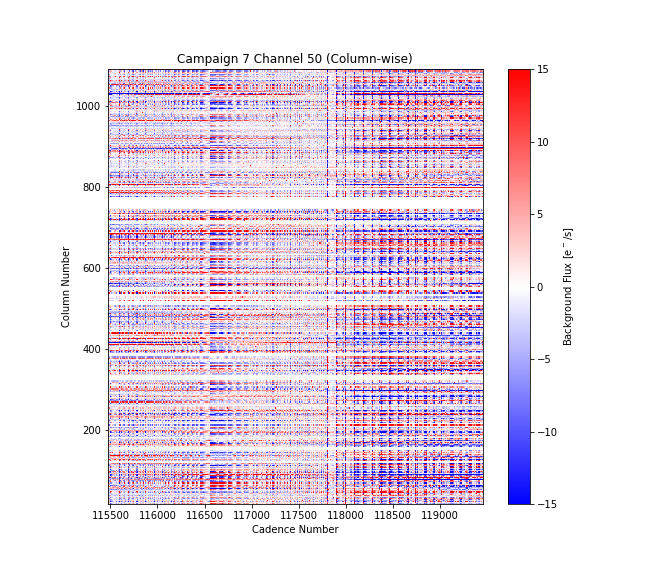 Campaign 7 Channel 50 (Column-wise)
1000
800
600
400
200
Column Number
115500 116000 116500 117000 117500 118000 118500 119000
Cadence Number
15
10
5
0
−5
−10
−15
Background Flux [e⁻ /s]